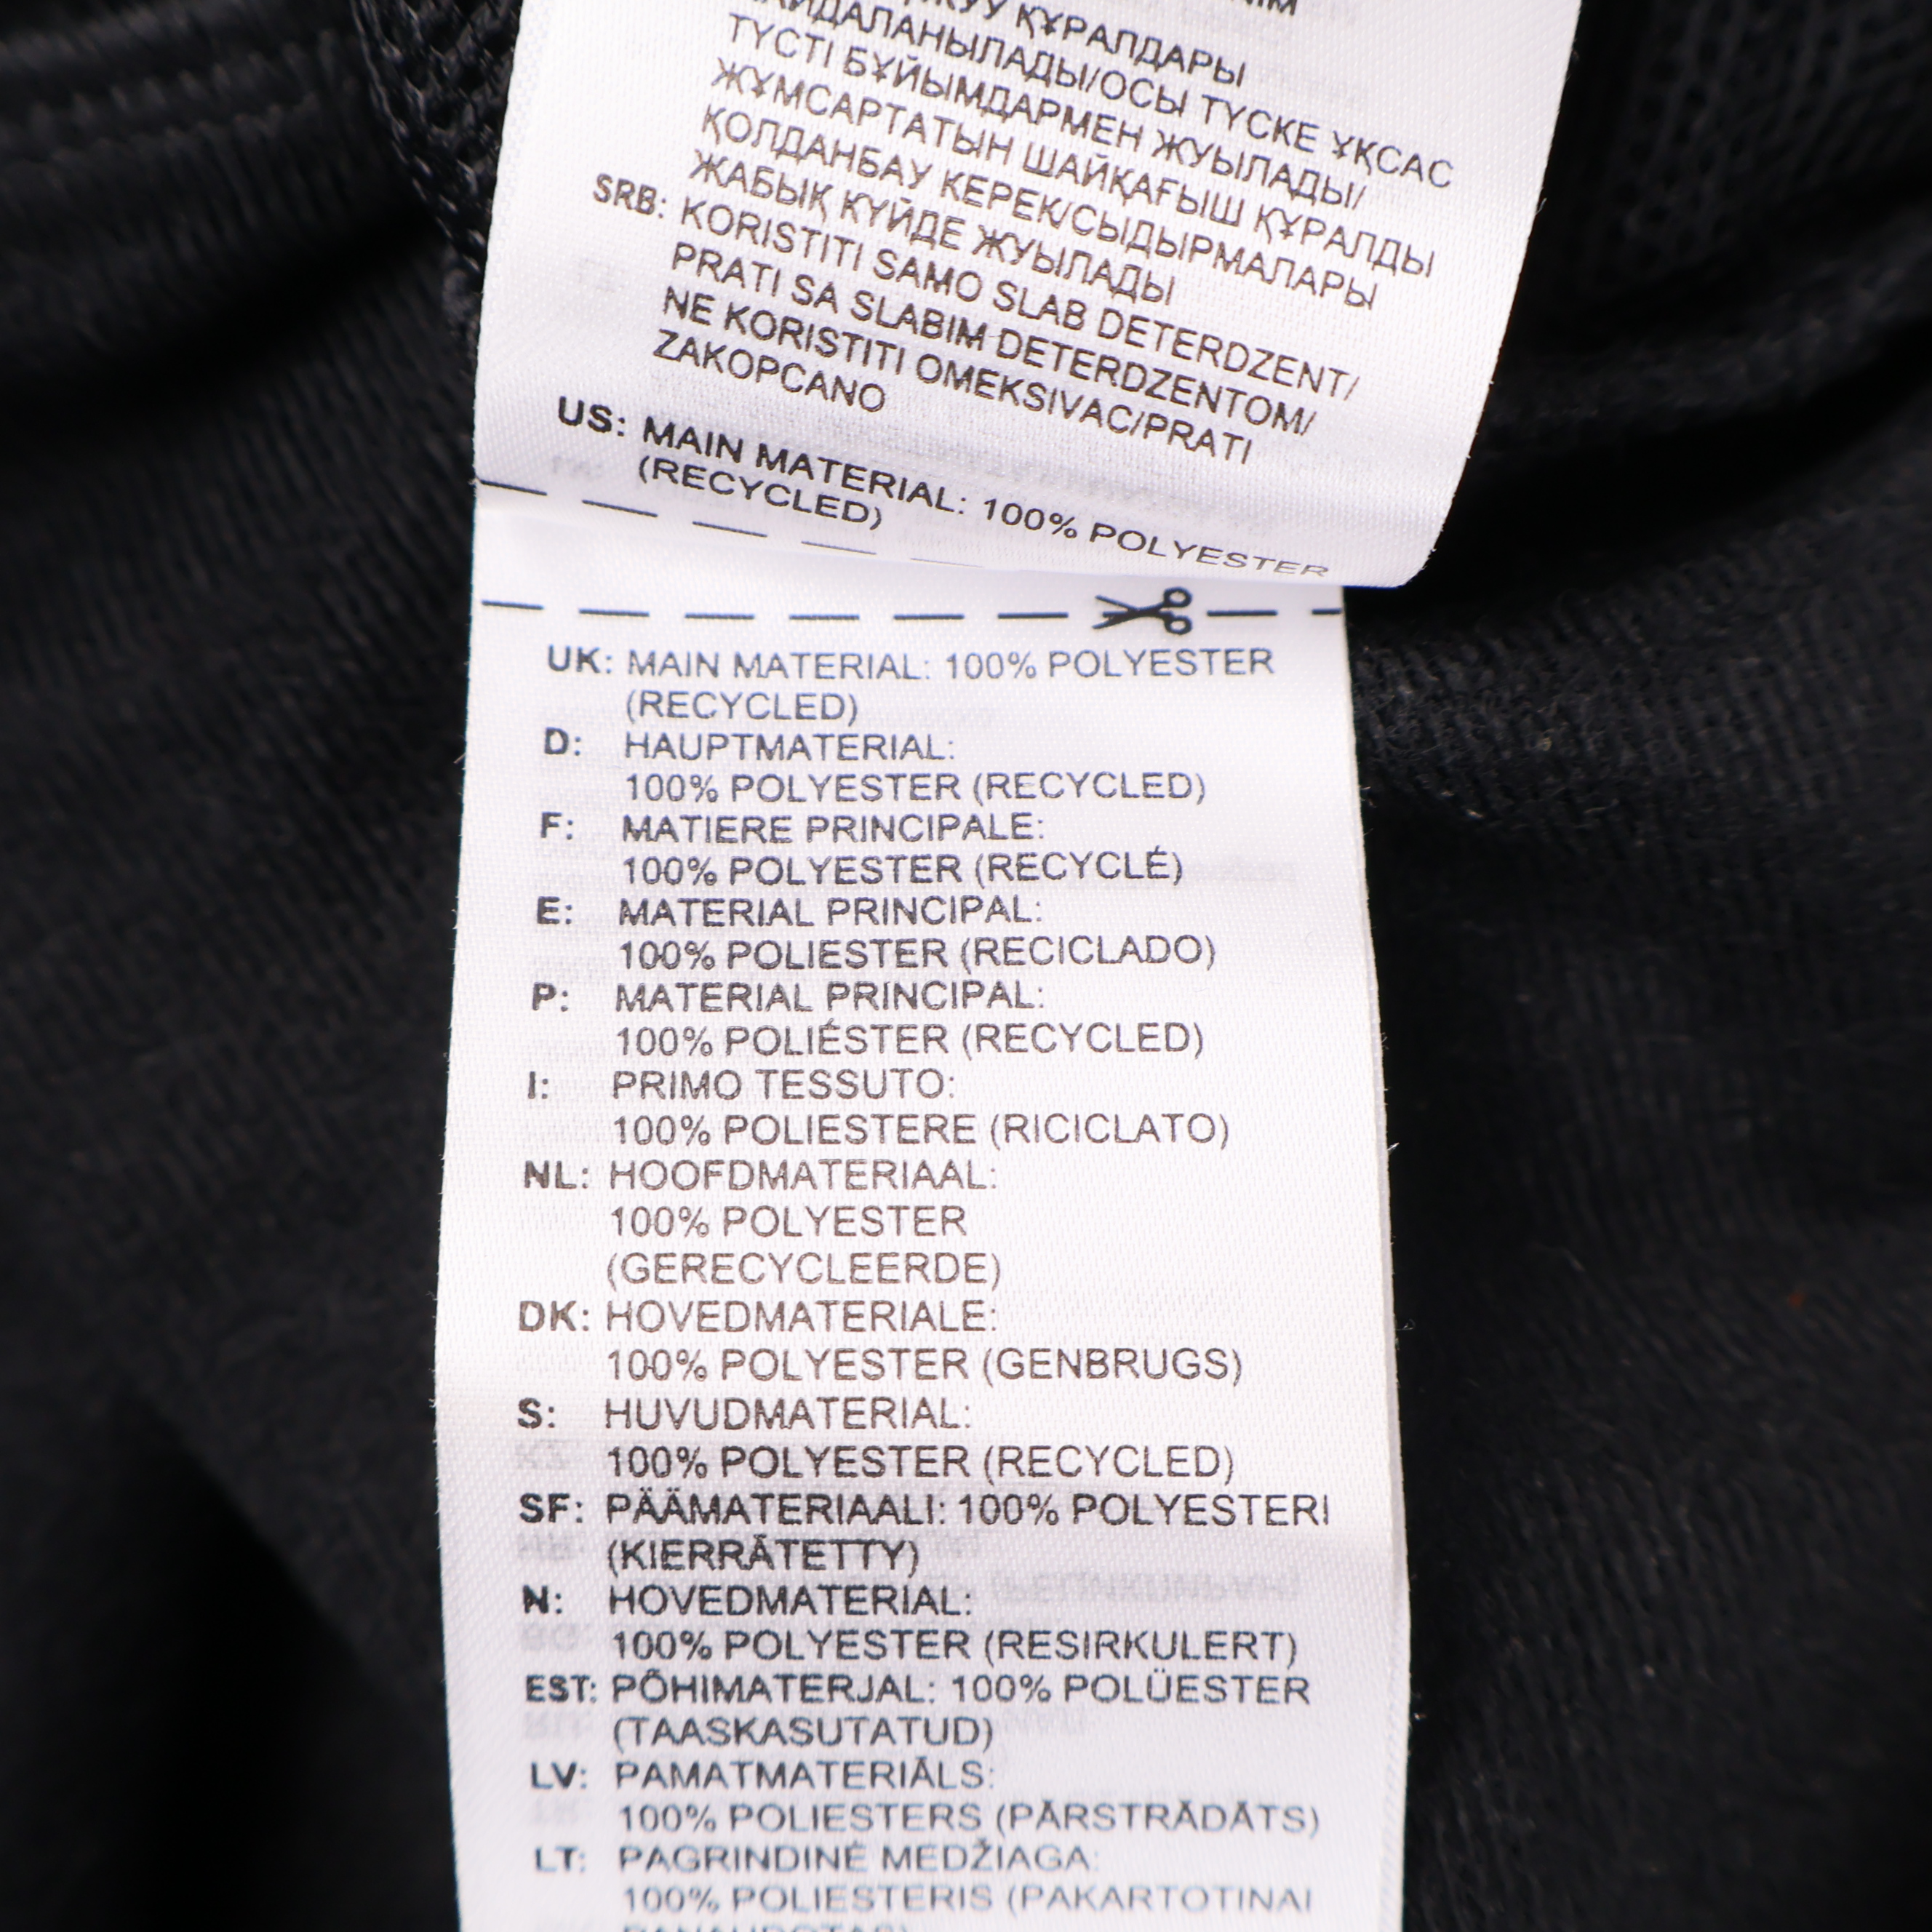 ҚҰРАЛДАРЫ
ТҮСТІ БҰЙЫМДАРМЕН ЖУЫЛАДЫ/
ЖҰМСАРТАТЫН ШАЙҚАҒЫШ ҚҰРАЛДЫ
ҚОЛДАНБАУ КЕРЕК/СЫДЫРМАЛАРЫ
ЖАБЫҚ КҮЙДЕ ЖУЫЛАДЫ
SRB: KORISTITI SAMO SLAB DETERDZENT/
PRATI SA SLABIM DETERDZENTOM/
NE KORISTITI OMEKSIVAC/PRATI
ZAKOPCANO
US: MAIN MATERIAL: 100% POLYESTER
(RECYCLED)
UK: MAIN MATERIAL: 100% POLYESTER
(RECYCLED)
D: HAUPTMATERIAL:
100% POLYESTER (RECYCLED)
F: MATIERE PRINCIPALE:
100% POLYESTER (RECYCLÉ)
E: MATERIAL PRINCIPAL:
100% POLIESTER (RECICLADO)
P: MATERIAL PRINCIPAL:
100% POLIÉSTER (RECYCLED)
I: PRIMO TESSUTO:
100% POLIESTERE (RICICLATO)
NL: HOOFDMATERIAAL:
100% POLYESTER
(GERECYCLEERDE)
DK: HOVEDMATERIALE:
100% POLYESTER (GENBRUGS)
S: HUVUDMATERIAL:
100% POLYESTER (RECYCLED)
SF: PÄÄMATERIAALI: 100% POLYESTERI
(KIERRÄTETTY)
N: HOVEDMATERIAL:
100% POLYESTER (RESIRKULERT)
EST: PÕHIMATERJAL: 100% POLÜESTER
(TAASKASUTATUD)
LV: PAMATMATERIĀLS:
100% POLIESTERS (PĀRSTRĀDĀTS)
LT: PAGRINDINĖ MEDŽIAGA:
100% POLIESTERIS (PAKARTOTINAI